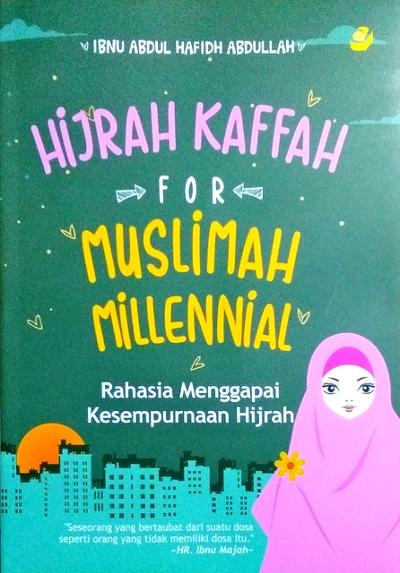 IBNU ABDUL HAFIDH ABDULLAH
HIJRAH KAFFAH
FOR
MUSLIMAH
MILLENNIAL
Rahasia Menggapai
Kesempurnaan Hijrah
"Seseorang yang bertaubat dari suatu dosa
seperti orang yang tidak memiliki dosa itu."
–HR. Ibnu Majah–